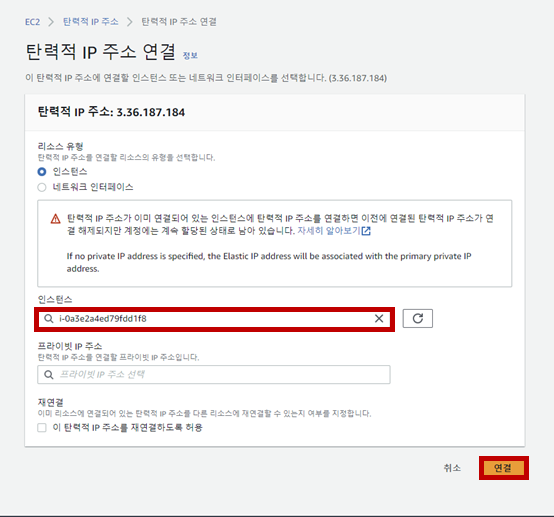 EC2 > 탄력적 IP 주소 > 탄력적 IP 주소 연결
탄력적 IP 주소 연결 정보
이 탄력적 IP 주소에 연결할 인스턴스 또는 네트워크 인터페이스를 선택합니다. (3.36.187.184)
탄력적 IP 주소: 3.36.187.184
리소스 유형
탄력적 IP 주소를 연결할 리소스의 유형을 선택합니다.
인스턴스
네트워크 인터페이스
탄력적 IP 주소가 이미 연결되어 있는 인스턴스에 탄력적 IP 주소를 연결하면 이전에 연결된 탄력적 IP 주소가 연
결 해제되지만 계정에는 계속 할당된 상태로 남아 있습니다. 자세히 알아보기
If no private IP address is specified, the Elastic IP address will be associated with the primary private IP
address.
인스턴스
i-0a3e2a4ed79fdd1f8
프라이빗 IP 주소
탄력적 IP 주소를 연결할 프라이빗 IP 주소입니다.
프라이빗 IP 주소 선택
재연결
이미 리소스에 연결되어 있는 탄력적 IP 주소를 다른 리소스에 재연결할 수 있는지 여부를 지정합니다.
이 탄력적 IP 주소를 재연결하도록 허용
취소 연결